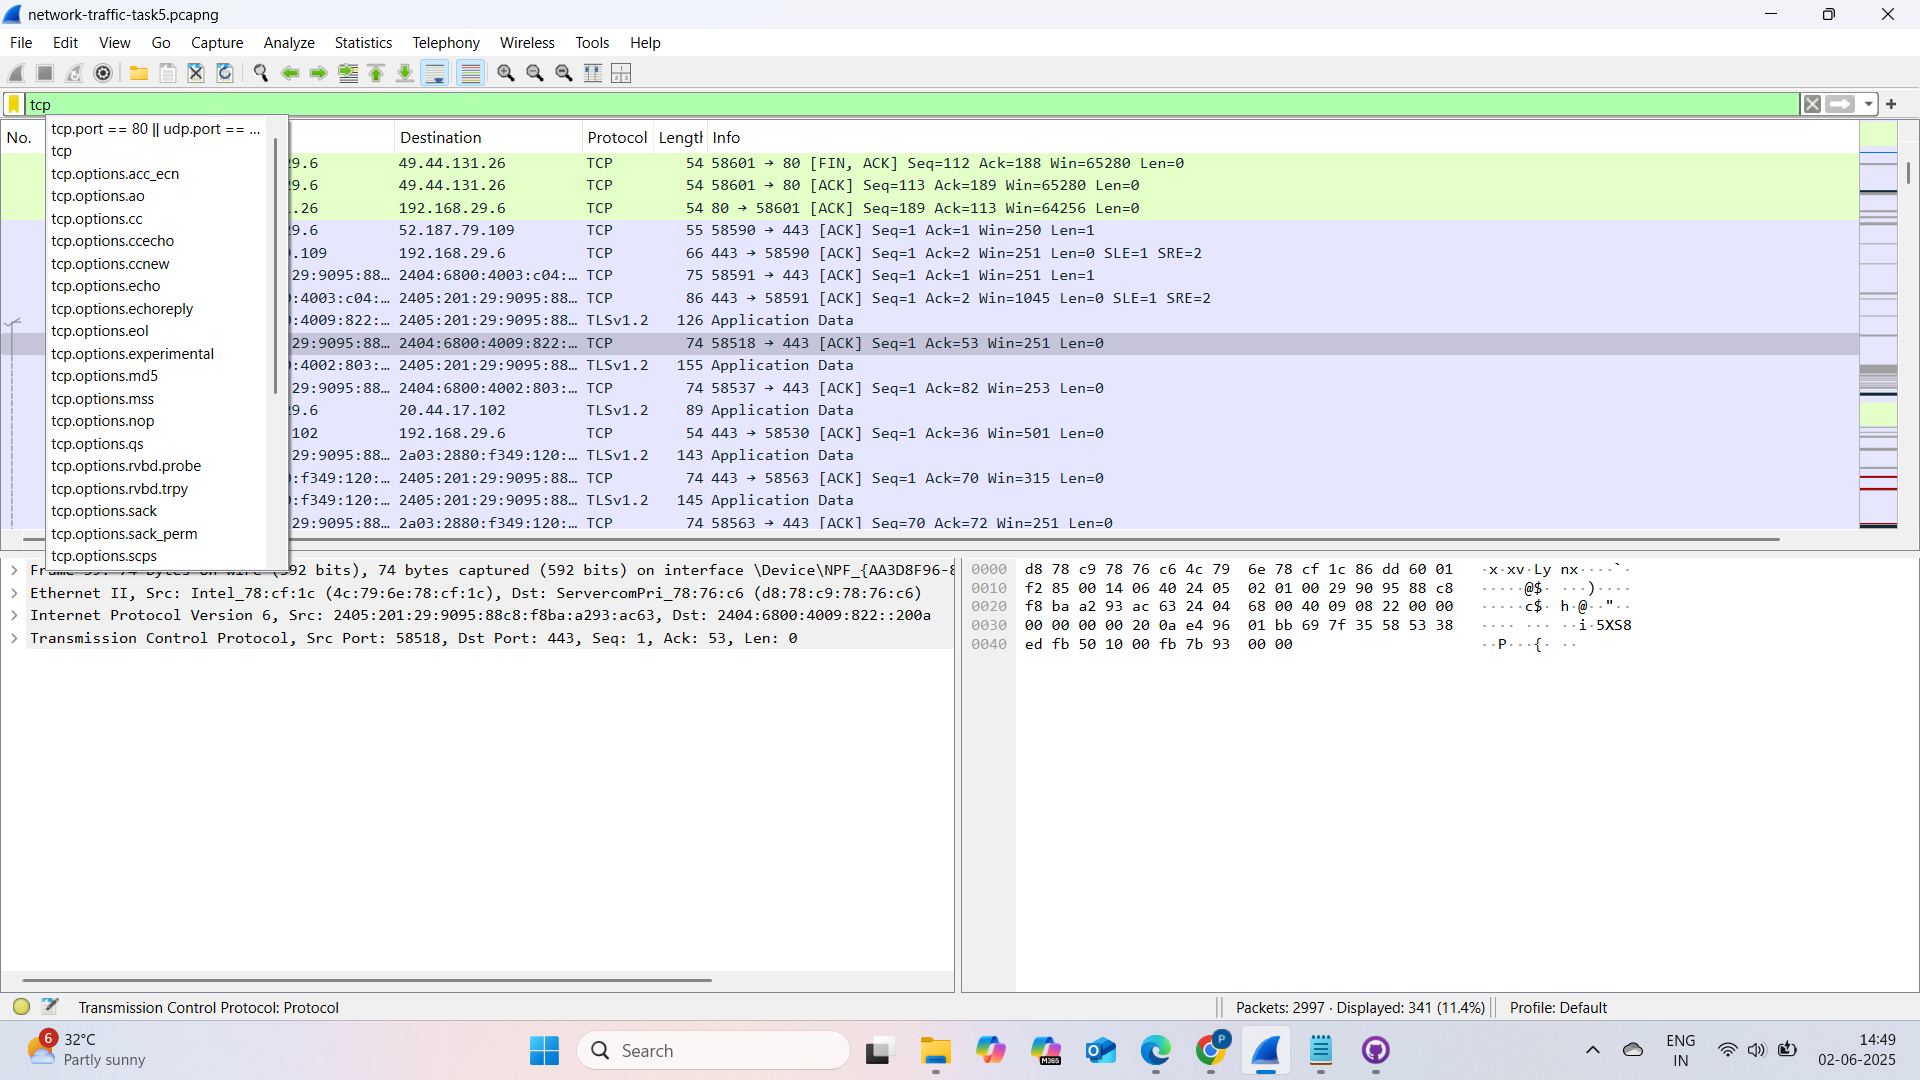 network-traffic-task5.pcapng
File Edit View Go Capture Analyze Statistics Telephony Wireless Tools Help
tcp
No. Destination Protocol Length Info
tcp.port == 80 || udp.port == ...
tcp
tcp.options.acc_ecn
tcp.options.ao
tcp.options.cc
tcp.options.ccecho
tcp.options.ccnew
tcp.options.echo
tcp.options.echoreply
tcp.options.eol
tcp.options.experimental
tcp.options.md5
tcp.options.mss
tcp.options.nop
tcp.options.qs
tcp.options.rvbd.probe
tcp.options.rvbd.trpy
tcp.options.sack
tcp.options.sack_perm
tcp.options.scps
29.6 49.44.131.26 TCP 54 58601 → 80 [FIN, ACK] Seq=112 Ack=188 Win=65280 Len=0
29.6 49.44.131.26 TCP 54 58601 → 80 [ACK] Seq=113 Ack=189 Win=65280 Len=0
.26 192.168.29.6 TCP 54 80 → 58601 [ACK] Seq=189 Ack=113 Win=64256 Len=0
29.6 52.187.79.109 TCP 55 58590 → 443 [ACK] Seq=1 Ack=1 Win=250 Len=1
.109 192.168.29.6 TCP 66 443 → 58590 [ACK] Seq=1 Ack=2 Win=251 Len=0 SLE=1 SRE=2
29:9095:88… 2404:6800:4003:c04:… TCP 75 58591 → 443 [ACK] Seq=1 Ack=1 Win=251 Len=1
:4003:c04:… 2405:201:29:9095:88… TCP 86 443 → 58591 [ACK] Seq=1 Ack=2 Win=1045 Len=0 SLE=1 SRE=2
:4009:822:… 2405:201:29:9095:88… TLSv1.2 126 Application Data
29:9095:88… 2404:6800:4009:822:… TCP 74 58518 → 443 [ACK] Seq=1 Ack=53 Win=251 Len=0
:4002:803:… 2405:201:29:9095:88… TLSv1.2 155 Application Data
29:9095:88… 2404:6800:4002:803:… TCP 74 58537 → 443 [ACK] Seq=1 Ack=82 Win=253 Len=0
29.6 20.44.17.102 TLSv1.2 89 Application Data
102 192.168.29.6 TCP 54 443 → 58530 [ACK] Seq=1 Ack=36 Win=501 Len=0
29:9095:88… 2a03:2880:f349:120:… TLSv1.2 143 Application Data
:f349:120:… 2405:201:29:9095:88… TCP 74 443 → 58563 [ACK] Seq=1 Ack=70 Win=315 Len=0
:f349:120:… 2405:201:29:9095:88… TLSv1.2 145 Application Data
29:9095:88… 2a03:2880:f349:120:… TCP 74 58563 → 443 [ACK] Seq=70 Ack=72 Win=251 Len=0
Frame 59: 74 bytes on wire (592 bits), 74 bytes captured (592 bits) on interface \Device\NPF_{AA3D8F96-8
Ethernet II, Src: Intel_78:cf:1c (4c:79:6e:78:cf:1c), Dst: ServercomPri_78:76:c6 (d8:78:c9:78:76:c6)
Internet Protocol Version 6, Src: 2405:201:29:9095:88c8:f8ba:a293:ac63, Dst: 2404:6800:4009:822::200a
Transmission Control Protocol, Src Port: 58518, Dst Port: 443, Seq: 1, Ack: 53, Len: 0
0000 d8 78 c9 78 76 c6 4c 79 6e 78 cf 1c 86 dd 60 01 ·x·xv·Ly nx····`·
0010 f2 85 00 14 06 40 24 05 02 01 00 29 90 95 88 c8 ·····@$· ···)····
0020 f8 ba a2 93 ac 63 24 04 68 00 40 09 08 22 00 00 ·····c$· h·@··"··
0030 00 00 00 00 20 0a e4 96 01 bb 69 7f 35 58 53 38 ···· ··· ··i·5XS8
0040 ed fb 50 10 00 fb 7b 93 00 00 ··P···{· ··
Transmission Control Protocol: Protocol
Packets: 2997 · Displayed: 341 (11.4%)
Profile: Default
6
32°C
Partly sunny
Search
M365
P
ENG
IN
14:49
02-06-2025